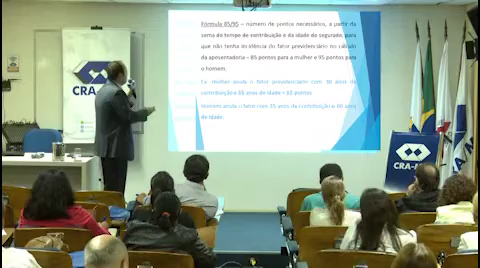 Fórmula 85/95 – número de pontos necessários, a partir da
soma do tempo de contribuição e da idade do segurado, para
que não tenha incidência do fator previdenciário no cálculo
da aposentadoria – 85 pontos para a mulher e 95 pontos para
o homem.
Ex: mulher anula o fator previdenciário com 30 anos de
contribuição e 55 anos de idade = 85 pontos
Homem anula o fator com 35 anos de contribuição e 60 anos
de idade.
CRA-
CRA-M